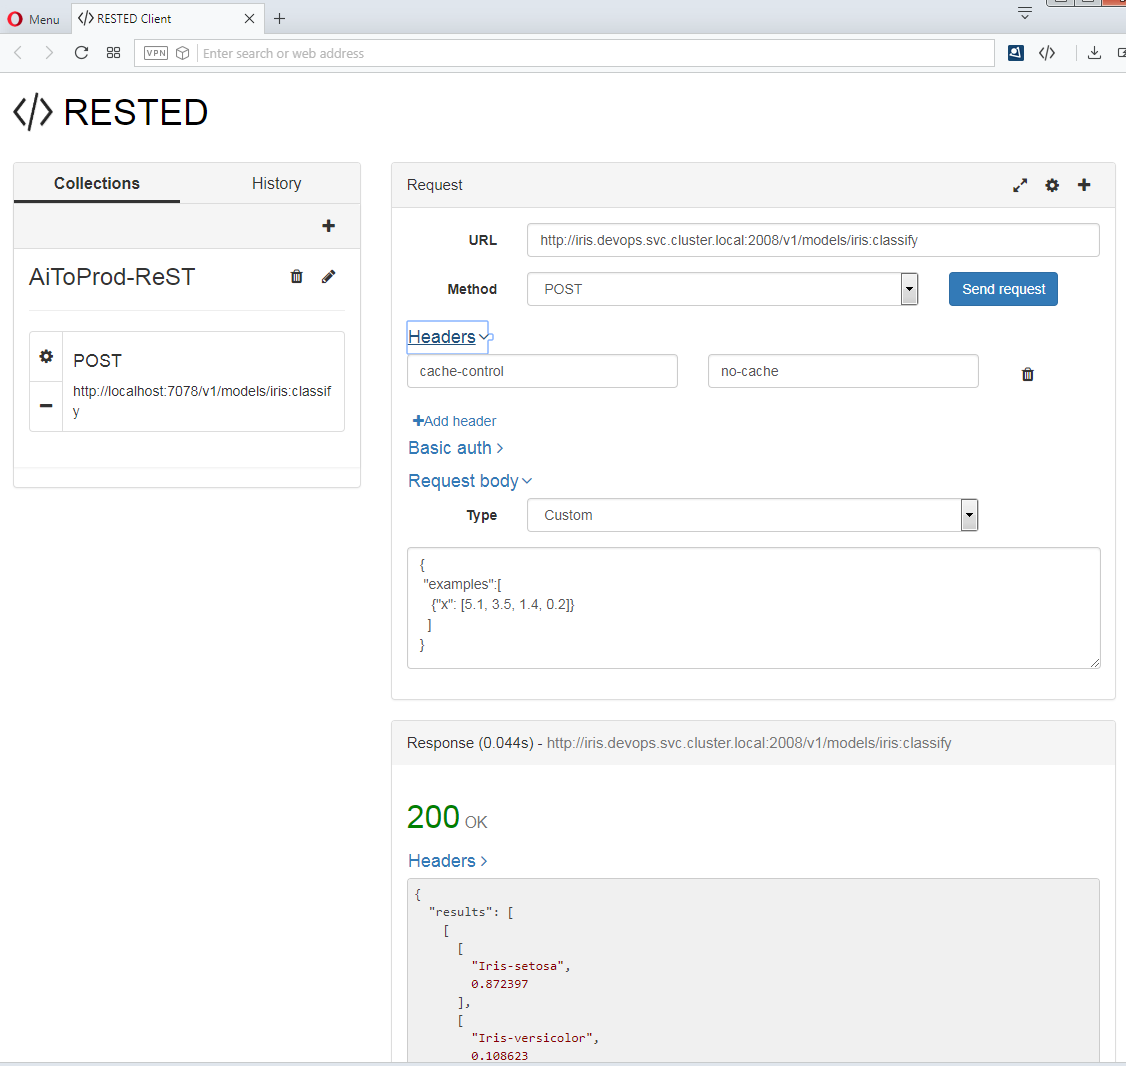 Menu
</> RESTED Client
VPN
Enter search or web address
</> RESTED
Collections
History
AiToProd-ReST
POST
http://localhost:7078/v1/models/iris:classif
y
Request
URL
http://iris.devops.svc.cluster.local:2008/v1/models/iris:classify
Method
POST
Send request
Headers
cache-control
no-cache
Add header
Basic auth
Request body
Type
Custom
{
"examples":[
{"x": [5.1, 3.5, 1.4, 0.2]}
]
}
Response (0.044s) - http://iris.devops.svc.cluster.local:2008/v1/models/iris:classify
200 OK
Headers
{
"results": [
[
[
"Iris-setosa",
0.872397
],
[
"Iris-versicolor",
0.108623